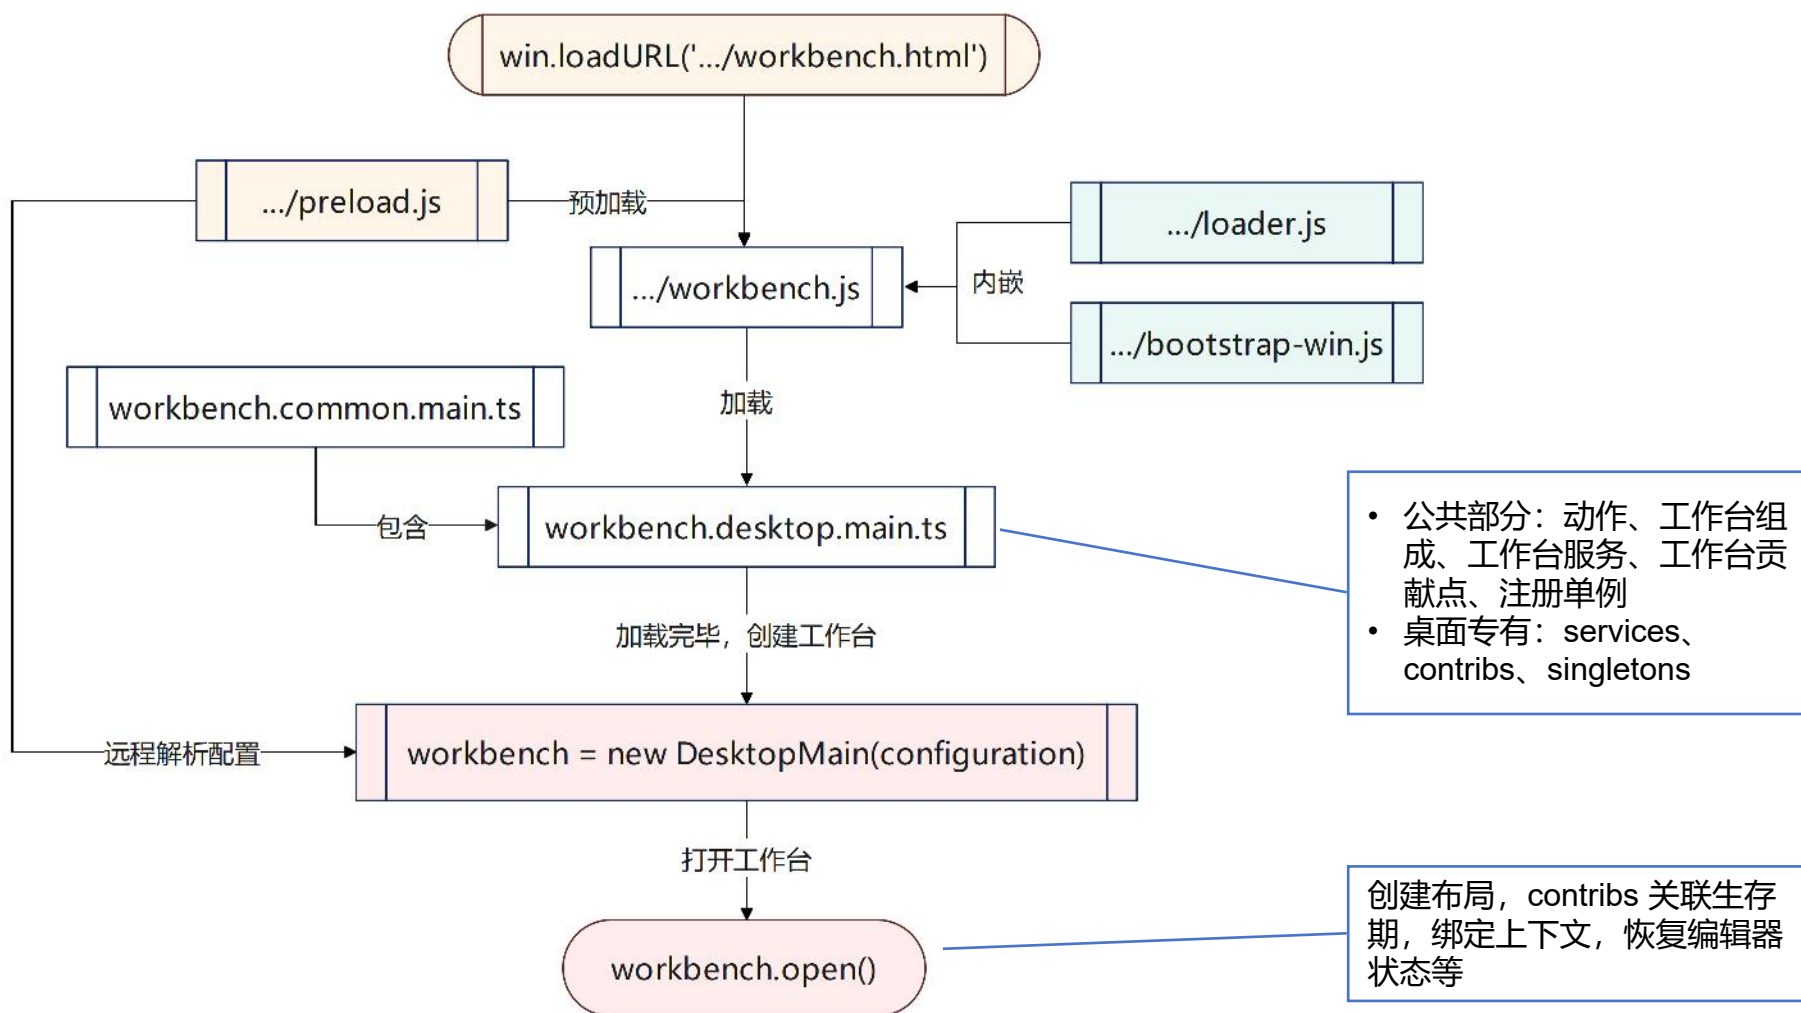 win.loadURL('.../workbench.html')
.../preload.js
预加载
.../loader.js
.../workbench.js
内嵌
.../bootstrap-win.js
加载
workbench.common.main.ts
包含
workbench.desktop.main.ts
• 公共部分：动作、工作台组
成、工作台服务、工作台贡
献点、注册单例
• 桌面专有：services、
contribs、singletons
加载完毕，创建工作台
远程解析配置
workbench = new DesktopMain(configuration)
打开工作台
workbench.open()
创建布局，contribs 关联生存
期，绑定上下文，恢复编辑器
状态等